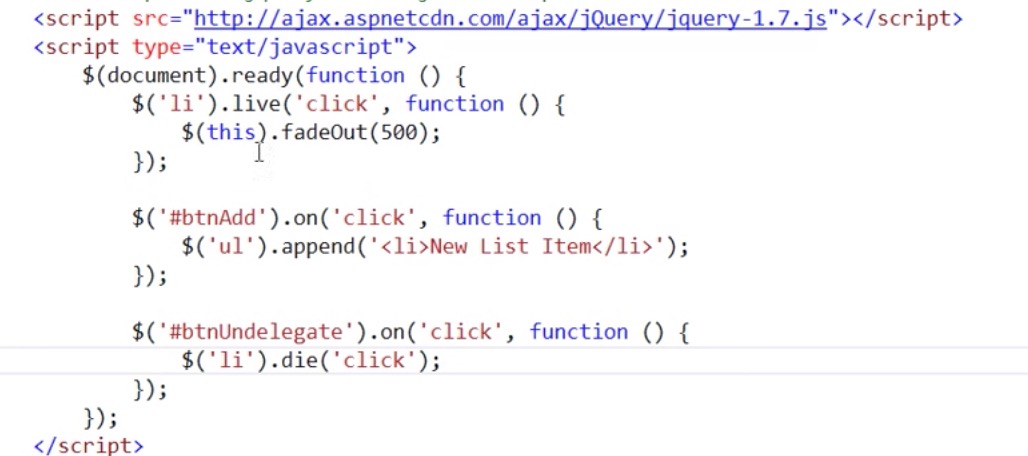 <script src="http://ajax.aspnetcdn.com/ajax/jQuery/jquery-1.7.js"></script>
<script type="text/javascript">
    $(document).ready(function () {
        $('li').live('click', function () {
            $(this).fadeOut(500);
        });

        $('#btnAdd').on('click', function () {
            $('ul').append('<li>New List Item</li>');
        });

        $('#btnUndelegate').on('click', function () {
            $('li').die('click');
        });
    });
</script>